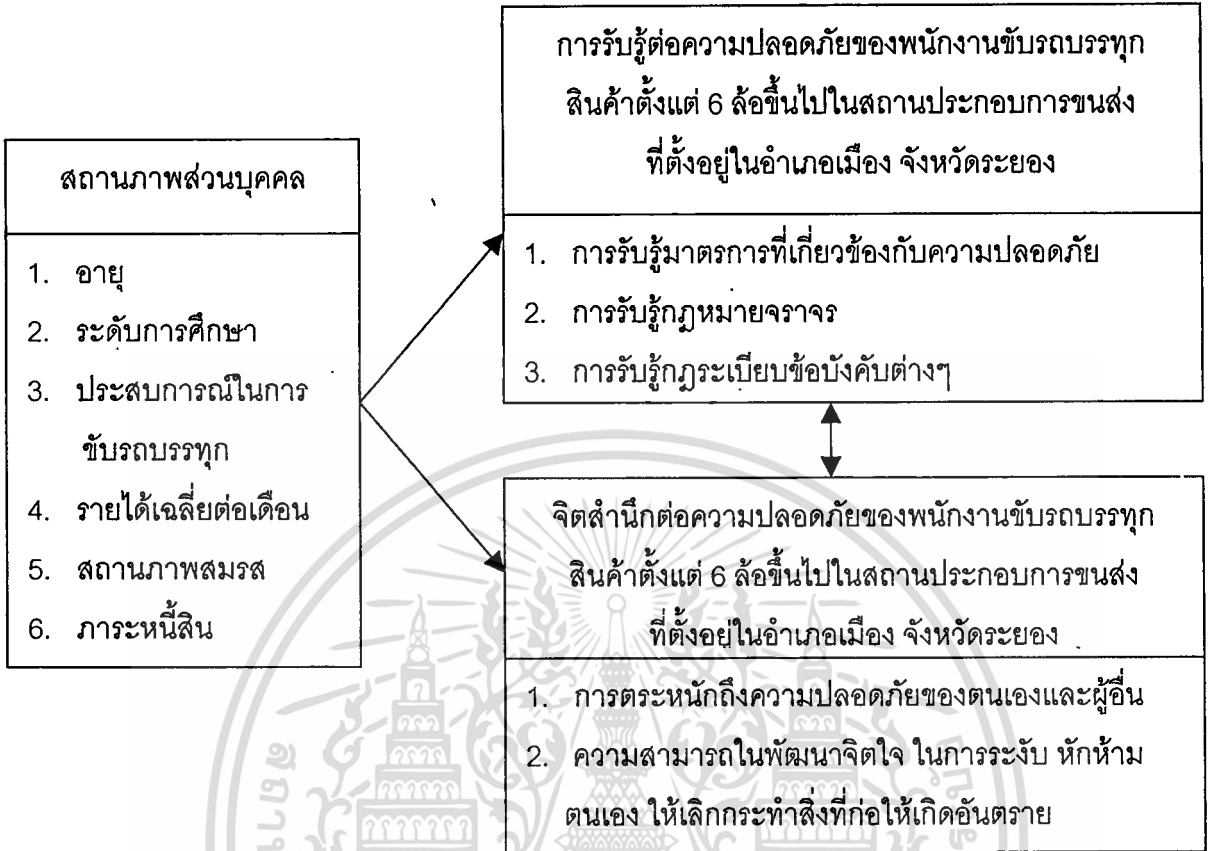 สถานภาพส่วนบุคคล
1. อายุ
2. ระดับการศึกษา
3. ประสบการณ์ในการ
ขับรถบรรทุก
4. รายได้เฉลี่ยต่อเดือน
5. สถานภาพสมรส
6. ภาระหนี้สิน
การรับรู้ต่อความปลอดภัยของพนักงานขับรถบรรทุก
สินค้าตั้งแต่ 6 ล้อขึ้นไปในสถานประกอบการขนส่ง
ที่ตั้งอยู่ในอำเภอเมือง จังหวัดระยอง
1. การรับรู้มาตรการที่เกี่ยวข้องกับความปลอดภัย
2. การรับรู้กฎหมายจราจร
3. การรับรู้กฎระเบียบข้อบังคับต่างๆ
จิตสำนึกต่อความปลอดภัยของพนักงานขับรถบรรทุก
สินค้าตั้งแต่ 6 ล้อขึ้นไปในสถานประกอบการขนส่ง
ที่ตั้งอยู่ในอำเภอเมือง จังหวัดระยอง
1. การตระหนักถึงความปลอดภัยของตนเองและผู้อื่น
2. ความสามารถในพัฒนาจิตใจ ในการระงับ หักห้าม
ตนเอง ให้เลิกกระทำสิ่งที่ก่อให้เกิดอันตราย